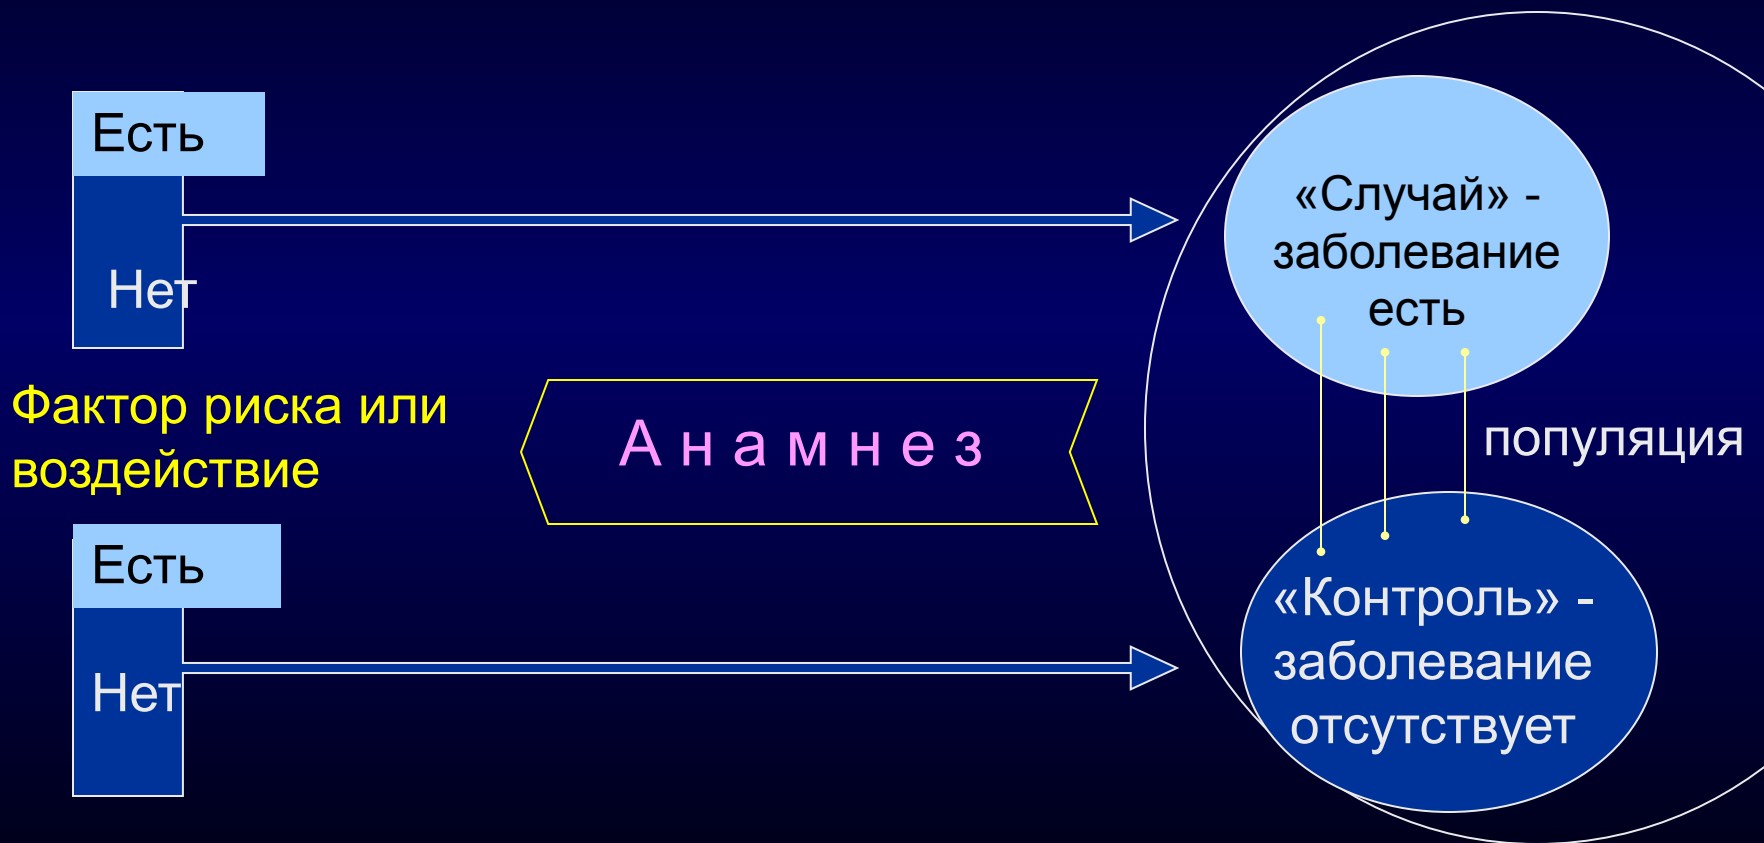 Есть
Нет
Фактор риска или
воздействие
Есть
Нет
А н а м н е з
«Случай» -
заболевание
есть
популяция
«Контроль» -
заболевание
отсутствует